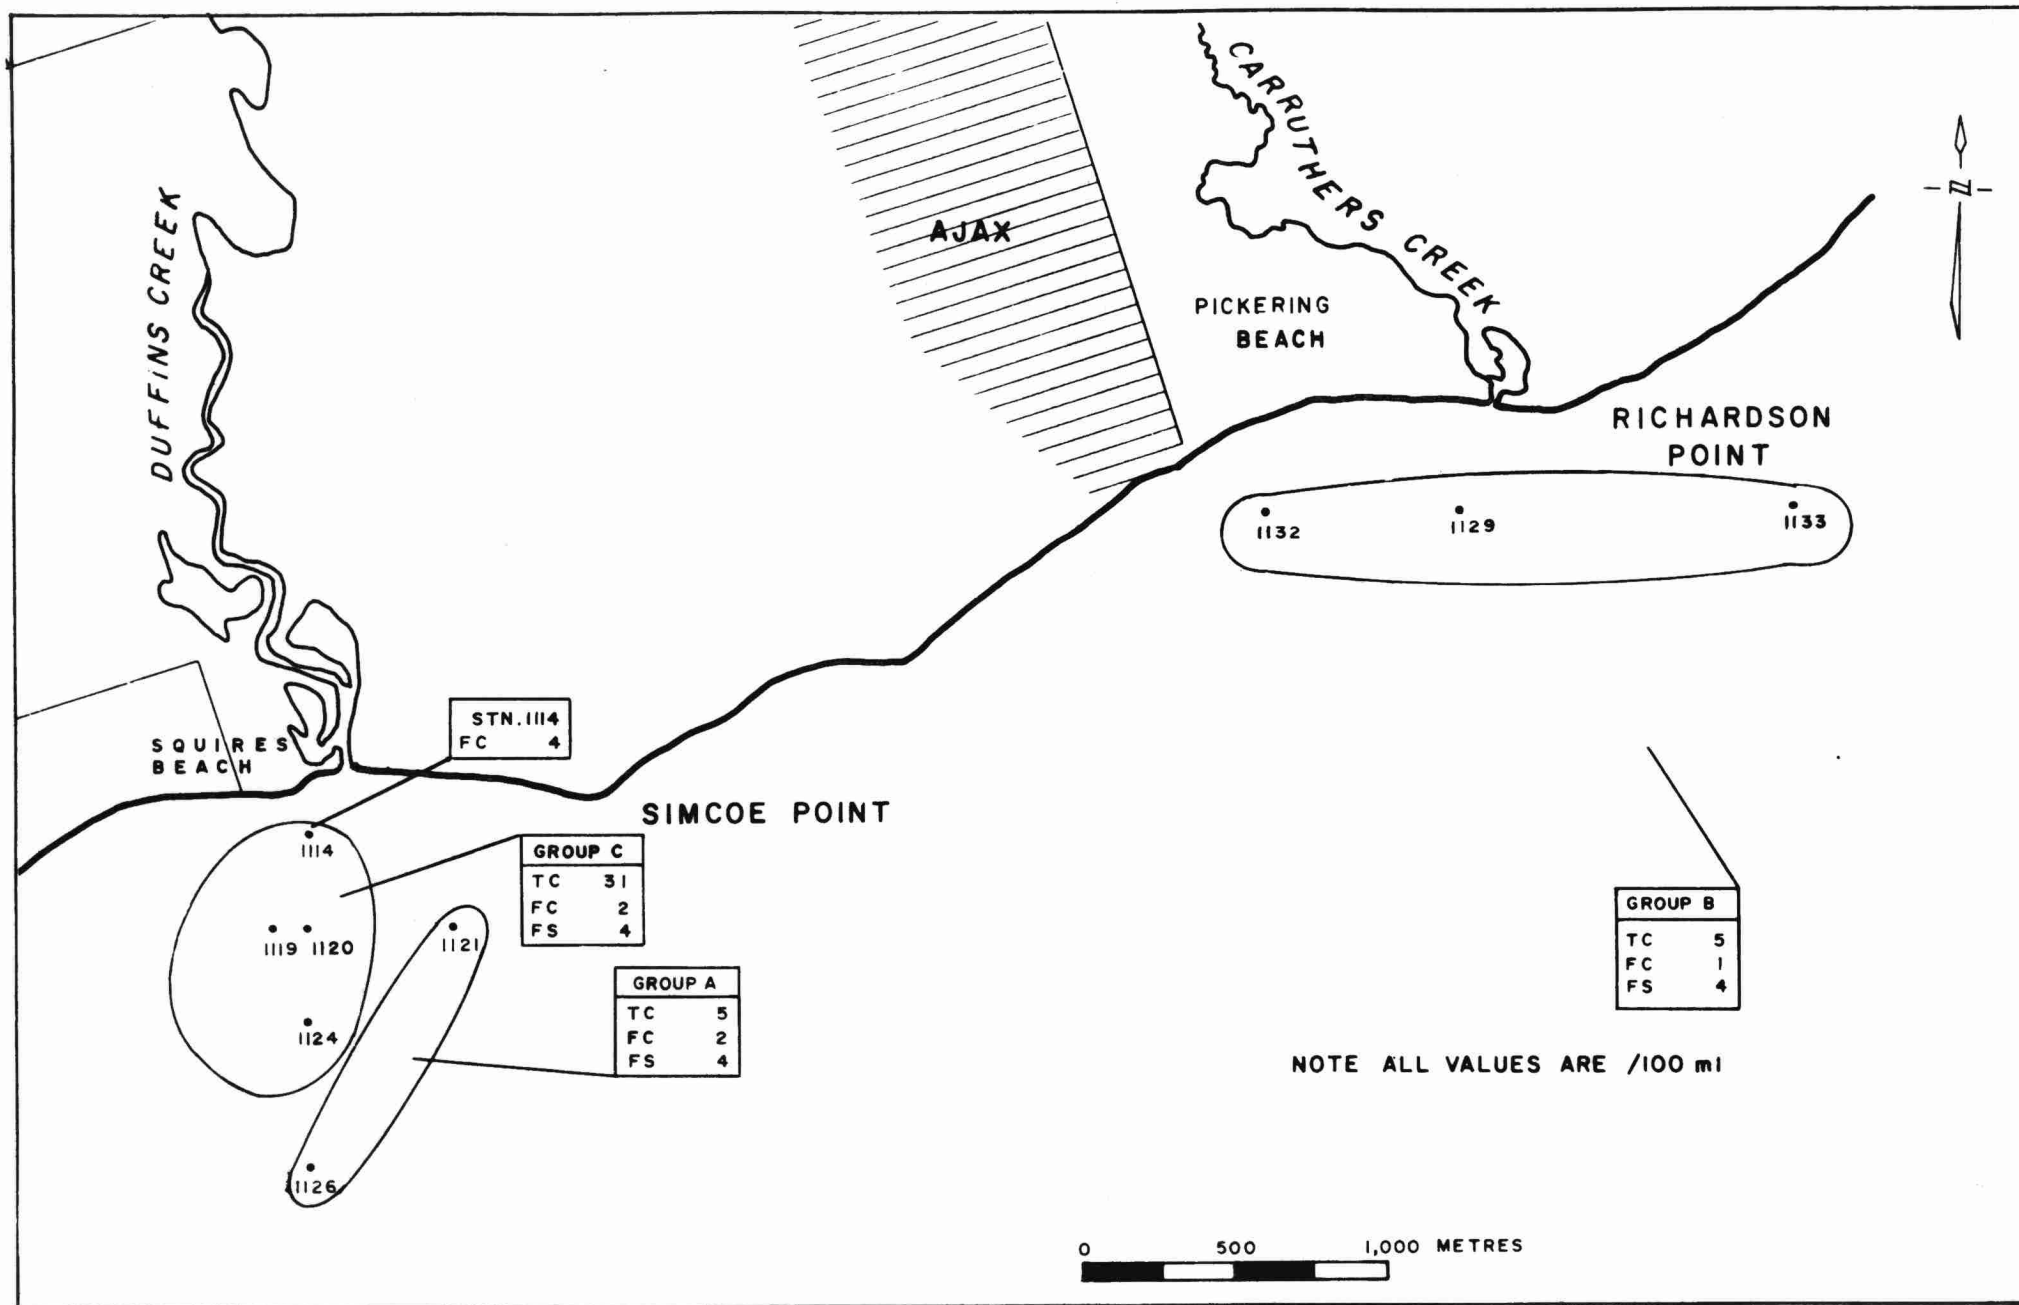 CARRUTHERS CREEK
N
DUFFINS CREEK
AJAX
PICKERING
BEACH
RICHARDSON
POINT
1132
1129
1133
STN. 1114
FC 4
SQUIRES
BEACH
SIMCOE POINT
1114
GROUP C
TC 31
FC 2
FS 4
1119 1120
1121
1124
GROUP A
TC 5
FC 2
FS 4
1126
GROUP B
TC 5
FC 1
FS 4
NOTE ALL VALUES ARE /100 ml
0 500 1,000 METRES